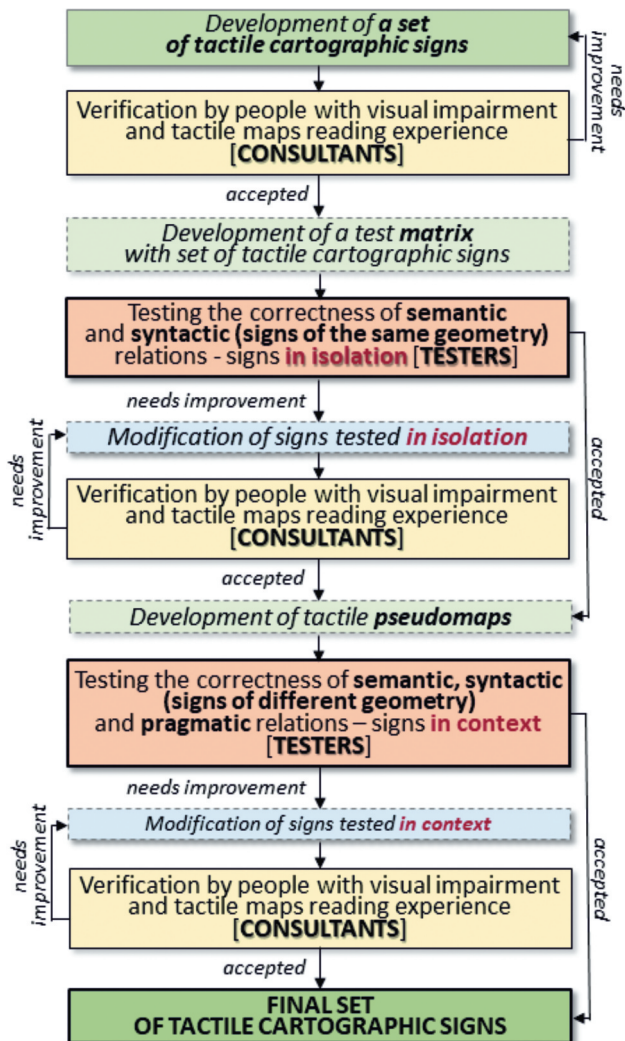 Development of a set
of tactile cartographic signs
needs
improvement
Verification by people with visual impairment
and tactile maps reading experience
[CONSULTANTS]
accepted
Development of a test matrix
with set of tactile cartographic signs
Testing the correctness of semantic
and syntactic (signs of the same geometry)
relations - signs in isolation [TESTERS]
needs improvement
accepted
Modification of signs tested in isolation
needs
improvement
Verification by people with visual impairment
and tactile maps reading experience
[CONSULTANTS]
accepted
Development of tactile pseudomaps
Testing the correctness of semantic, syntactic
(signs of different geometry)
and pragmatic relations – signs in context
[TESTERS]
needs improvement
accepted
Modification of signs tested in context
needs
improvement
Verification by people with visual impairment
and tactile maps reading experience
[CONSULTANTS]
accepted
FINAL SET
OF TACTILE CARTOGRAPHIC SIGNS